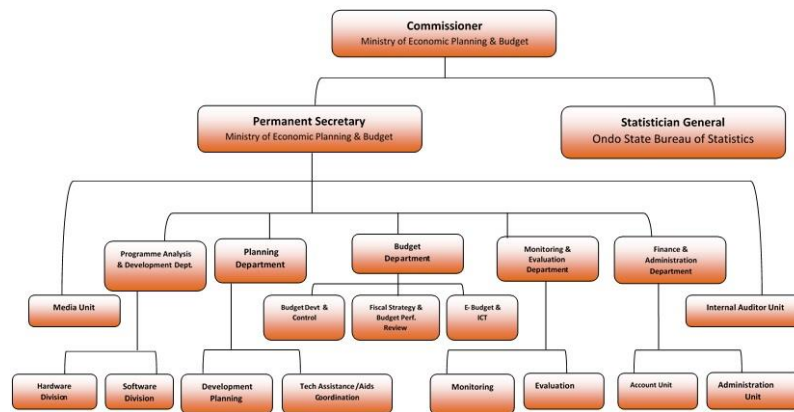 Commissioner
Ministry of Economic Planning & Budget
Permanent Secretary
Ministry of Economic Planning & Budget
Statistician General
Ondo State Bureau of Statistics
Programme Analysis
& Development Dept.
Planning
Department
Budget
Department
Monitoring &
Evaluation
Department
Finance &
Administration
Department
Media Unit
Budget Devt &
Control
Fiscal Strategy &
Budget Perf.
Review
E- Budget &
ICT
Internal Auditor Unit
Hardware
Division
Software
Division
Development
Planning
Tech Assistance /Aids
Qoordination
Monitoring
Evaluation
Account Unit
Administration
Unit